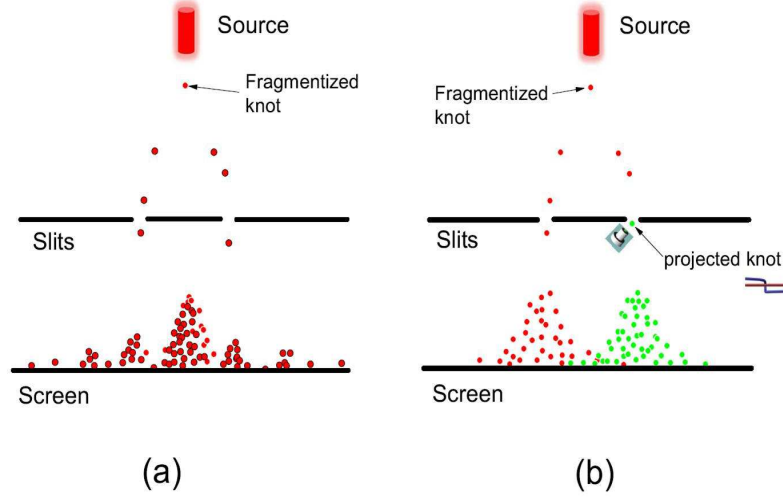 Source
Fragmentized
knot
Slits
Screen
(a)
Source
Fragmentized
knot
Slits
projected knot
Screen
(b)